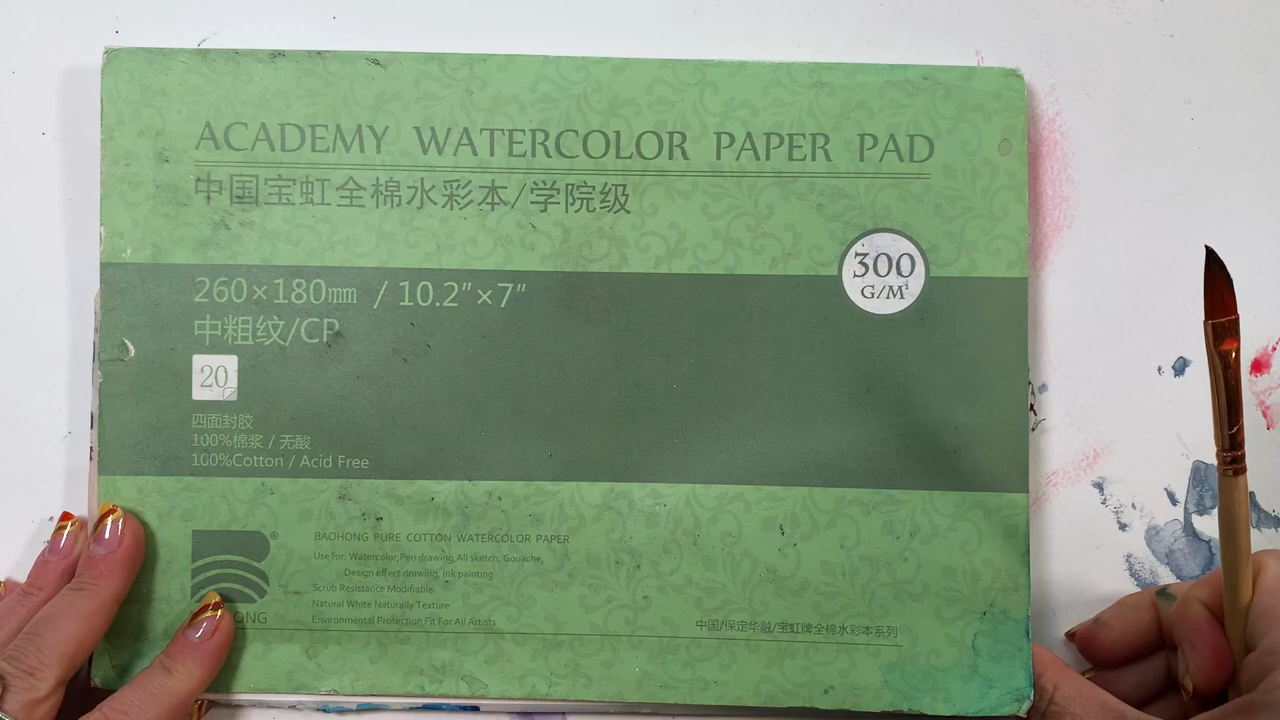 ACADEMY WATERCOLOR PAPER PAD
中国宝虹全棉水彩本/学院级
300
G/M²
260×180mm / 10.2"×7"
中粗纹/CP
20
四面封胶
100%棉浆 / 无酸
100%Cotton / Acid Free
®
ONG
BAOHONG PURE COTTON WATERCOLOR PAPER
Use for: Watercolor,Pen drawing,All sketch, Gouache,
Design effect drawing, Ink painting
Scrub Resistance Modifiable
Natural White Naturally Texture
Environmental Protection Fit For All Artists
中国/保定华融/宝虹牌全棉水彩本系列